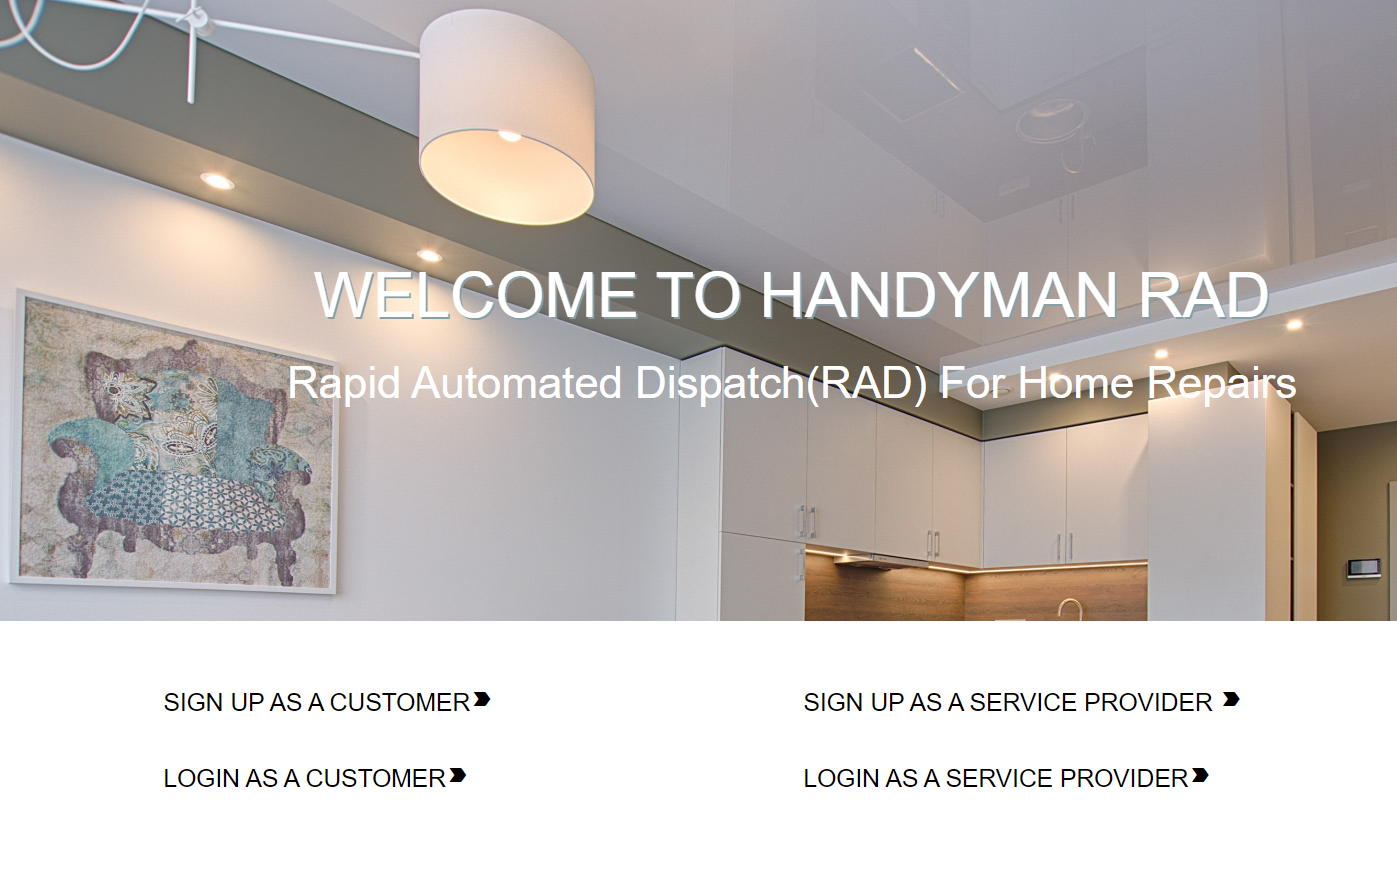 WELCOME TO HANDYMAN RAD
Rapid Automated Dispatch(RAD) For Home Repairs
SIGN UP AS A CUSTOMER
SIGN UP AS A SERVICE PROVIDER
LOGIN AS A CUSTOMER
LOGIN AS A SERVICE PROVIDER